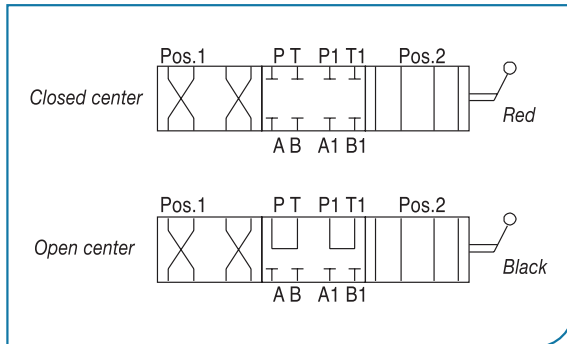 Pos.1 P T P1 T1 Pos.2
Closed center
Red
A B A1 B1
Pos.1 P T P1 T1 Pos.2
Open center
Black
A B A1 B1